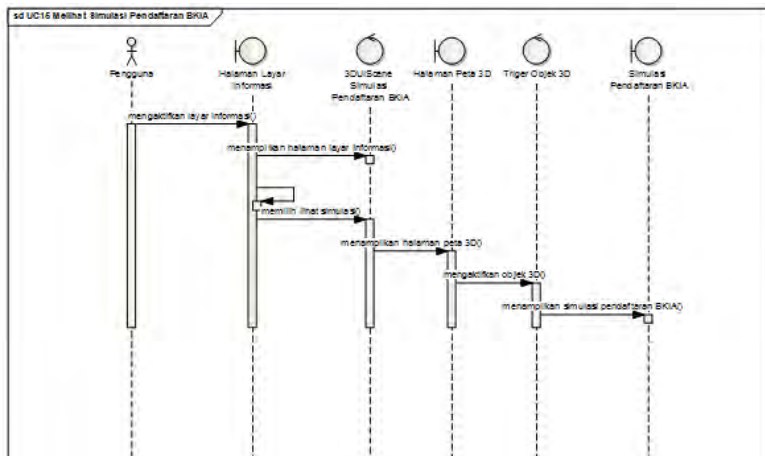 sd UC15 Melihat Simulasi Pendaftaran BKIA
Pengguna
Halaman Layar
Informasi
3DUIScene
Simulasi
Pendaftaran BKIA
Halaman Peta 3D
Triger Objek 3D
Simulasi
Pendaftaran BKIA
mengaktifkan layar informasi()
menampilkan halaman layar informasi()
memilih lihat simulasi()
menampilkan halaman peta 3D()
mengaktifkan objek 3D()
menampilkan simulasi pendaftaran BKIA()